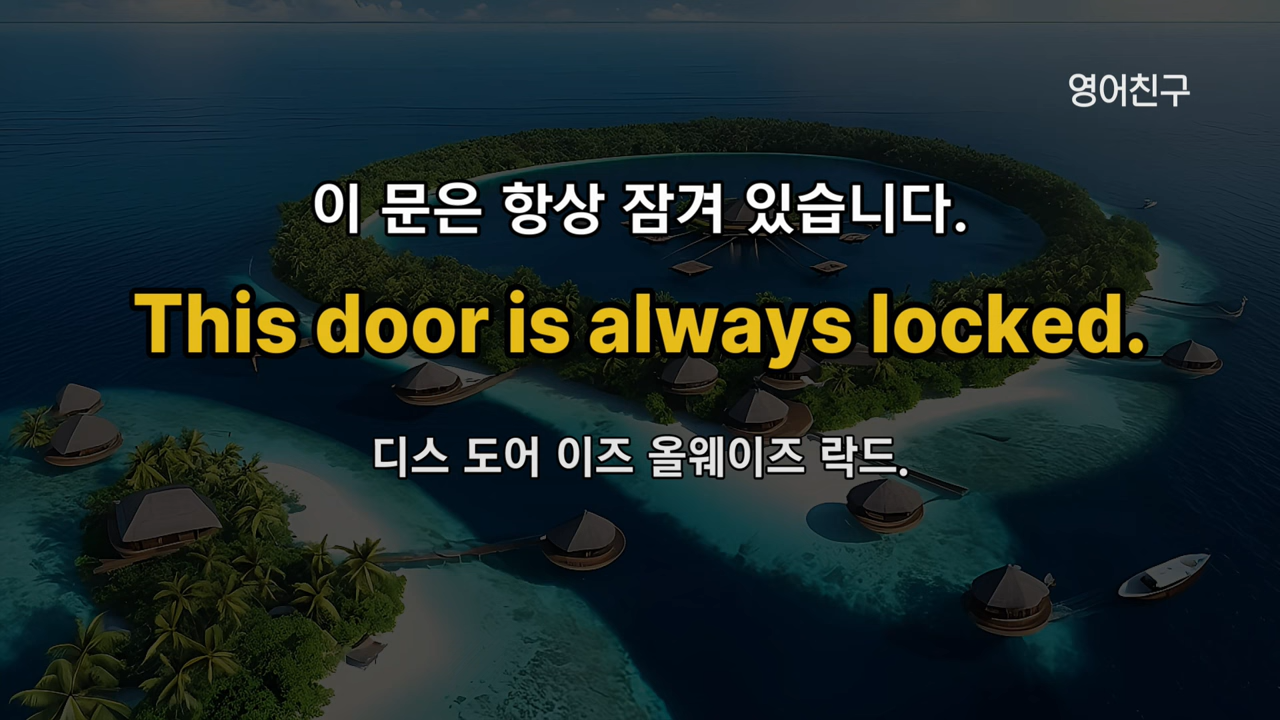 영어친구
이 문은 항상 잠겨 있습니다.
This door is always locked.
디스 도어 이즈 올웨이즈 락드.